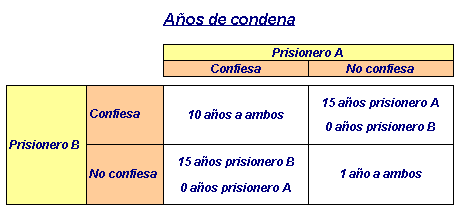 Años de condena
Prisionero A
Confiesa No confiesa
Prisionero B
Confiesa
10 años a ambos
15 años prisionero A
0 años prisionero B
No confiesa
15 años prisionero B
0 años prisionero A
1 año a ambos